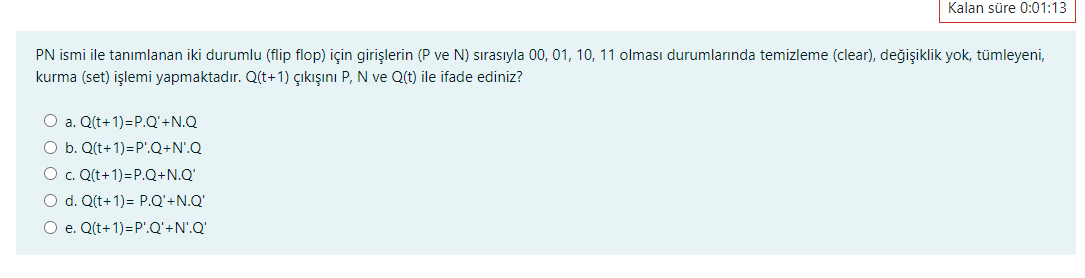 Kalan süre 0:01:13
PN ismi ile tanımlanan iki durumlu (flip flop) için girişlerin (P ve N) sırasıyla 00, 01, 10, 11 olması durumlarında temizleme (clear), değişiklik yok, tümleyeni,
kurma (set) işlemi yapmaktadır. Q(t+1) çıkışını P, N ve Q(t) ile ifade ediniz?
a. Q(t+1)=P.Q'+N.Q
b. Q(t+1)=P'.Q+N'.Q
c. Q(t+1)=P.Q+N.Q'
d. Q(t+1)= P.Q'+N.Q'
e. Q(t+1)=P'.Q'+N'.Q'